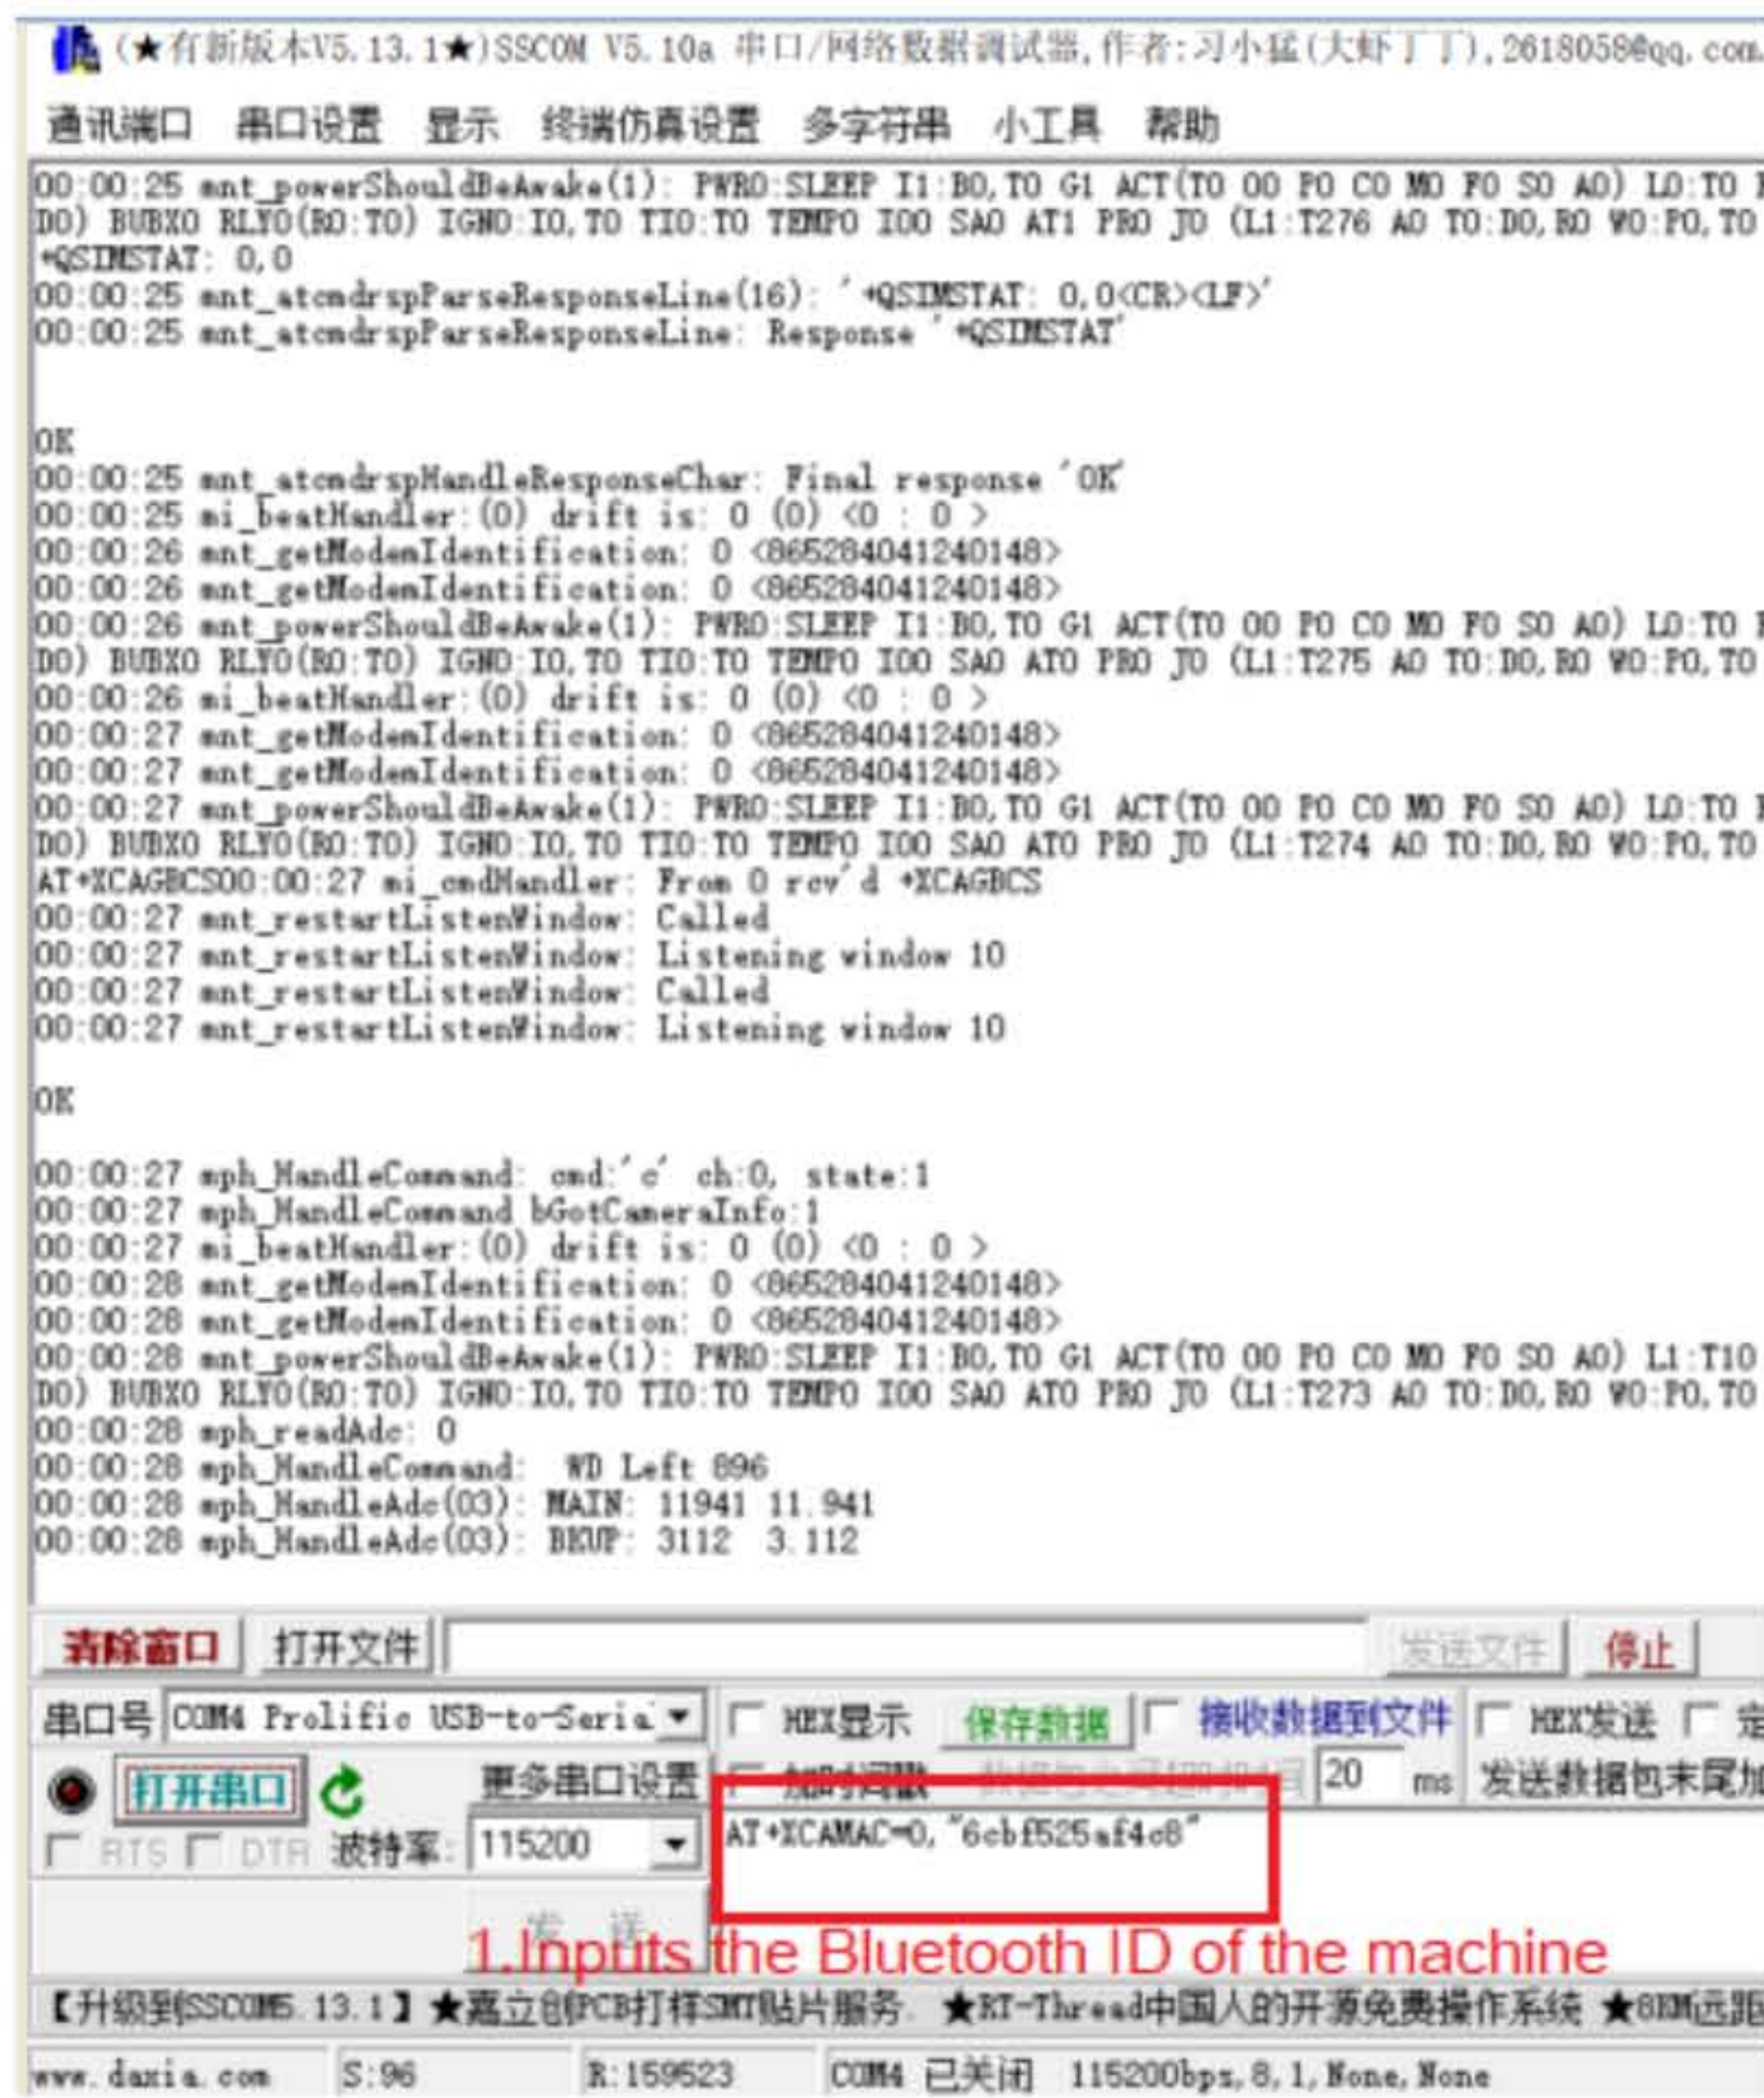 (★有新版本V5.13.1★)SSCOM V5.10a 串口/网络数据调试器,作者:习小猛(大虾丁丁),2618058@qq.com.
通讯端口 串口设置 显示 终端仿真设置 多字符串 小工具 帮助
00:00:25 mnt_powerShouldBeAwake(1): PWR0:SLEEP I1:B0,T0 G1 ACT(T0 O0 P0 C0 M0 F0 S0 A0) L0:T0
D0) BUBX0 RLY0(R0:T0) IGN0:I0,T0 TI0:T0 TEMP0 IO0 SA0 AT1 PR0 J0 (L1:T276 A0 T0:D0,R0 W0:P0,T0
+QSIMSTAT: 0,0
00:00:25 mnt_atcmdrspParseResponseLine(16): '+QSIMSTAT: 0,0<CR><LF>'
00:00:25 mnt_atcmdrspParseResponseLine: Response '+QSIMSTAT'
OK
00:00:25 mnt_atcmdrspHandleResponseChar: Final response 'OK'
00:00:25 mi_beatHandler:(0) drift is: 0 (0) <0 : 0 >
00:00:26 mnt_getModemIdentification: 0 <865284041240148>
00:00:26 mnt_getModemIdentification: 0 <865284041240148>
00:00:26 mnt_powerShouldBeAwake(1): PWR0:SLEEP I1:B0,T0 G1 ACT(T0 O0 P0 C0 M0 F0 S0 A0) L0:T0
D0) BUBX0 RLY0(R0:T0) IGN0:I0,T0 TI0:T0 TEMP0 IO0 SA0 AT0 PR0 J0 (L1:T275 A0 T0:D0,R0 W0:P0,T0
00:00:26 mi_beatHandler:(0) drift is: 0 (0) <0 : 0 >
00:00:27 mnt_getModemIdentification: 0 <865284041240148>
00:00:27 mnt_getModemIdentification: 0 <865284041240148>
00:00:27 mnt_powerShouldBeAwake(1): PWR0:SLEEP I1:B0,T0 G1 ACT(T0 O0 P0 C0 M0 F0 S0 A0) L0:T0
D0) BUBX0 RLY0(R0:T0) IGN0:I0,T0 TI0:T0 TEMP0 IO0 SA0 AT0 PR0 J0 (L1:T274 A0 T0:D0,R0 W0:P0,T0
AT+XCAGBCS00:00:27 mi_cmdHandler: From 0 rcv'd +XCAGBCS
00:00:27 mnt_restartListenWindow: Called
00:00:27 mnt_restartListenWindow: Listening window 10
00:00:27 mnt_restartListenWindow: Called
00:00:27 mnt_restartListenWindow: Listening window 10
OK
00:00:27 mph_HandleCommand: cmd:'c' ch:0, state:1
00:00:27 mph_HandleCommand bGotCameraInfo:1
00:00:27 mi_beatHandler:(0) drift is: 0 (0) <0 : 0 >
00:00:28 mnt_getModemIdentification: 0 <865284041240148>
00:00:28 mnt_getModemIdentification: 0 <865284041240148>
00:00:28 mnt_powerShouldBeAwake(1): PWR0:SLEEP I1:B0,T0 G1 ACT(T0 O0 P0 C0 M0 F0 S0 A0) L1:T10
D0) BUBX0 RLY0(R0:T0) IGN0:I0,T0 TI0:T0 TEMP0 IO0 SA0 AT0 PR0 J0 (L1:T273 A0 T0:D0,R0 W0:P0,T0
00:00:28 mph_readAdc: 0
00:00:28 mph_HandleCommand: WD Left 896
00:00:28 mph_HandleAdc(03): MAIN: 11941 11.941
00:00:28 mph_HandleAdc(03): BKUP: 3112 3.112
清除窗口 打开文件 发送文件 停止
串口号 COM4 Prolific USB-to-Seria HEX显示 保存数据 接收数据到文件 HEX发送 定
打开串口 更多串口设置 加时间戳 20 ms 发送数据包末尾加
RTS DTR 波特率: 115200 AT+XCAMAC=0,"6cbf525af4c8"
发 送
1.Inputs the Bluetooth ID of the machine
【升级到SSCOM5.13.1】★嘉立创PCB打样SMT贴片服务. ★RT-Thread中国人的开源免费操作系统 ★8KM远距
www.daxia.com S:96 R:159523 COM4 已关闭 115200bps,8,1,None,None